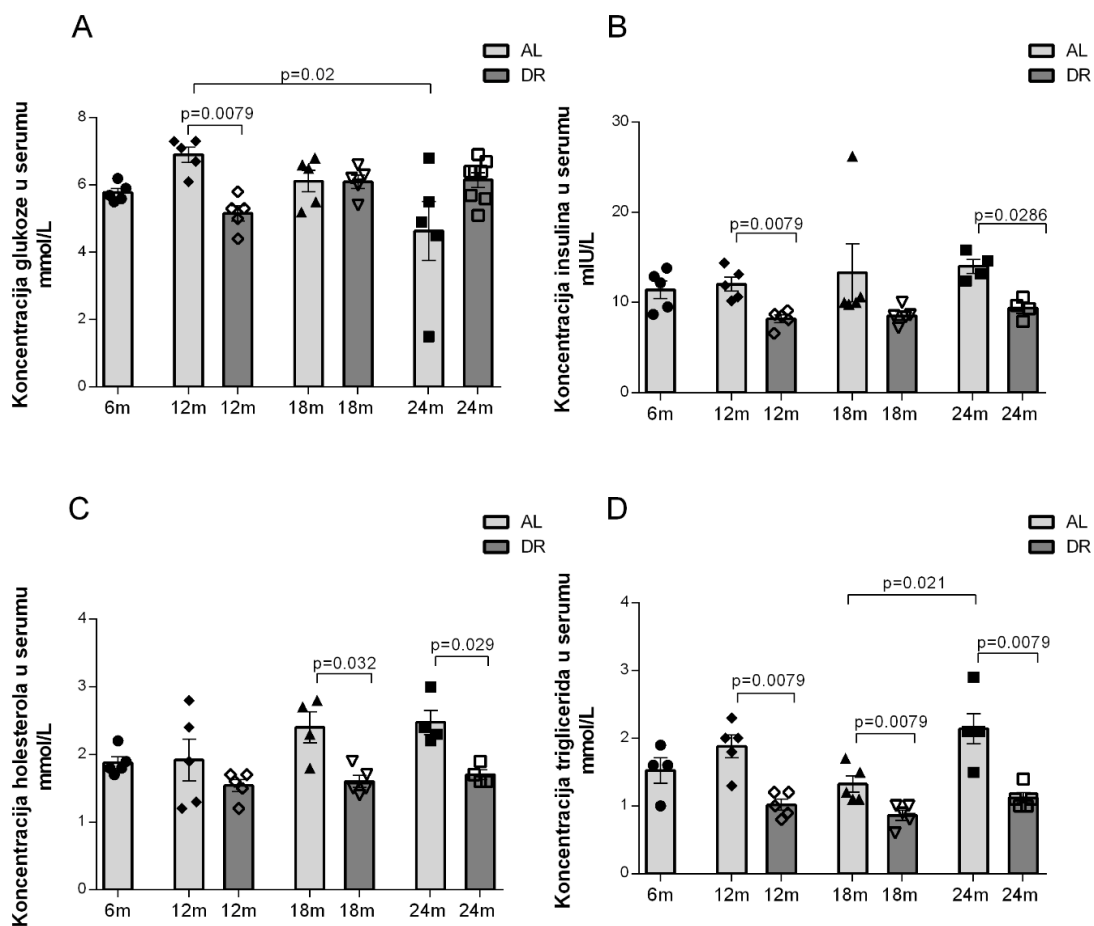 A
AL
DR
p=0.02
p=0.0079
Koncentracija glukoze u serumu
mmol/L
8
6
4
2
0
6m 12m 12m 18m 18m 24m 24m
B
AL
DR
p=0.0079
p=0.0286
Koncentracija insulina u serumu
mIU/L
30
20
10
0
6m 12m 12m 18m 18m 24m 24m
C
AL
DR
p=0.032
p=0.029
Koncentracija holesterola u serumu
mmol/L
4
3
2
1
0
6m 12m 12m 18m 18m 24m 24m
D
AL
DR
p=0.021
p=0.0079
p=0.0079
p=0.0079
Koncentracija triglicerida u serumu
mmol/L
4
3
2
1
0
6m 12m 12m 18m 18m 24m 24m